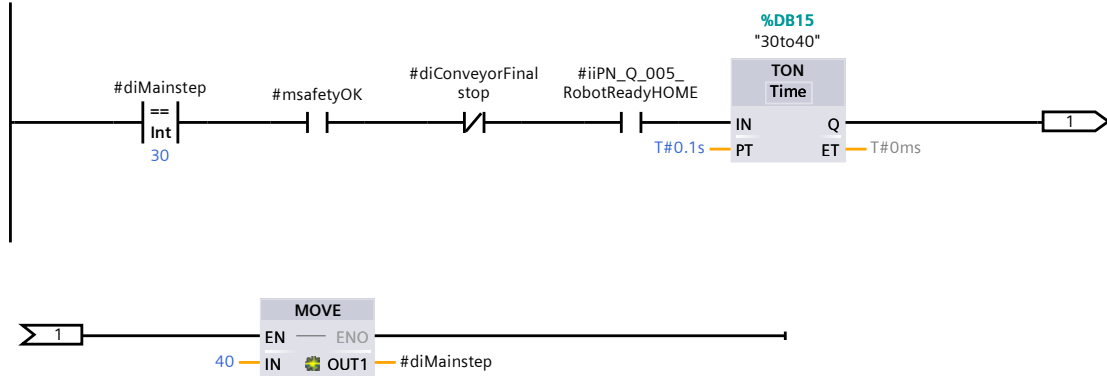 %DB15
"30to40"
#diMainstep
==
Int
30
#msafetyOK
#diConveyorFinal
stop
#iiPN_Q_005_
RobotReadyHOME
TON
Time
IN
Q
T#0.1s
PT
ET
T#0ms
1
1
MOVE
EN
ENO
40
IN
OUT1
#diMainstep